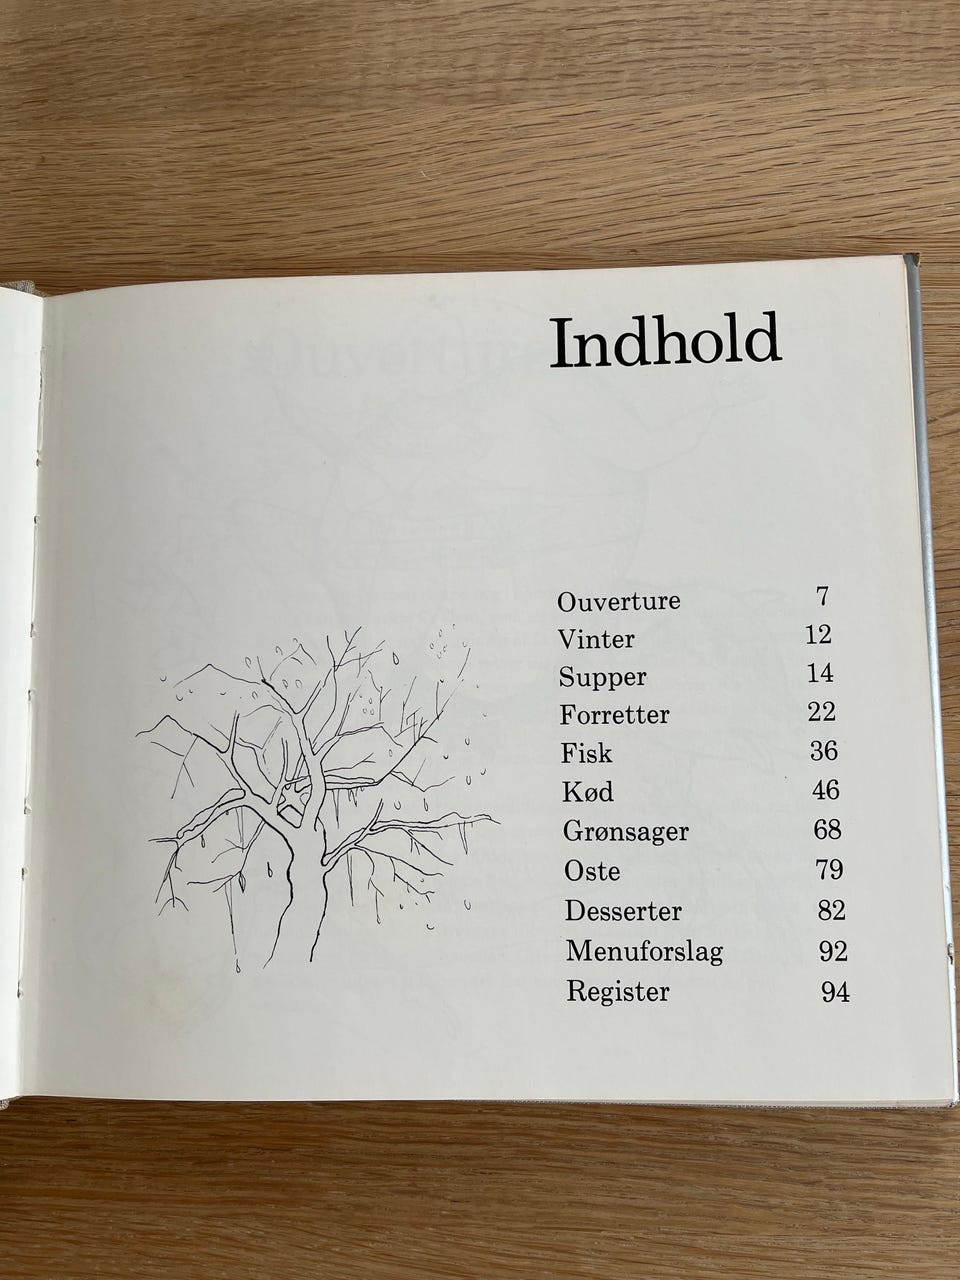 Indhold
Ouverture 7
Vinter 12
Supper 14
Forretter 22
Fisk 36
Kød 46
Grønsager 68
Oste 79
Desserter 82
Menuforslag 92
Register 94